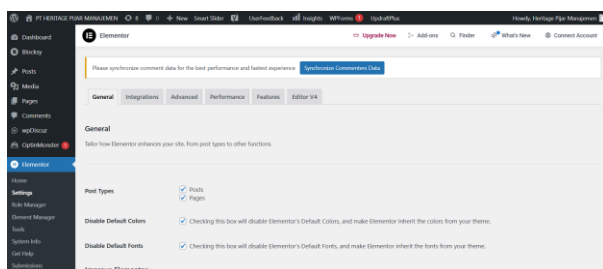 PT HERITAGE PIJAR MANAJEMEN 8 0 + New Smart Slider UserFeedback Insights WPForms 1 UpdraftPlus Howdy, Heritage Pijar Manajemen
Dashboard
Blocksy
Posts
Media
Pages
Comments
wpDiscuz
OptinMonster 1
Elementor
Home
Settings
Role Manager
Element Manager
Tools
System Info
Get Help
Submissions
Elementor Upgrade Now Add-ons Finder What's New Connect Account
Please synchronize comment data for the best performance and fastest experience Synchronize Commenters Data
General Integrations Advanced Performance Features Editor V4
General
Tailor how Elementor enhances your site, from post types to other functions.
Post Types Posts
Pages
Disable Default Colors Checking this box will disable Elementor's Default Colors, and make Elementor inherit the colors from your theme.
Disable Default Fonts Checking this box will disable Elementor's Default Fonts, and make Elementor inherit the fonts from your theme.
Improve Elementor